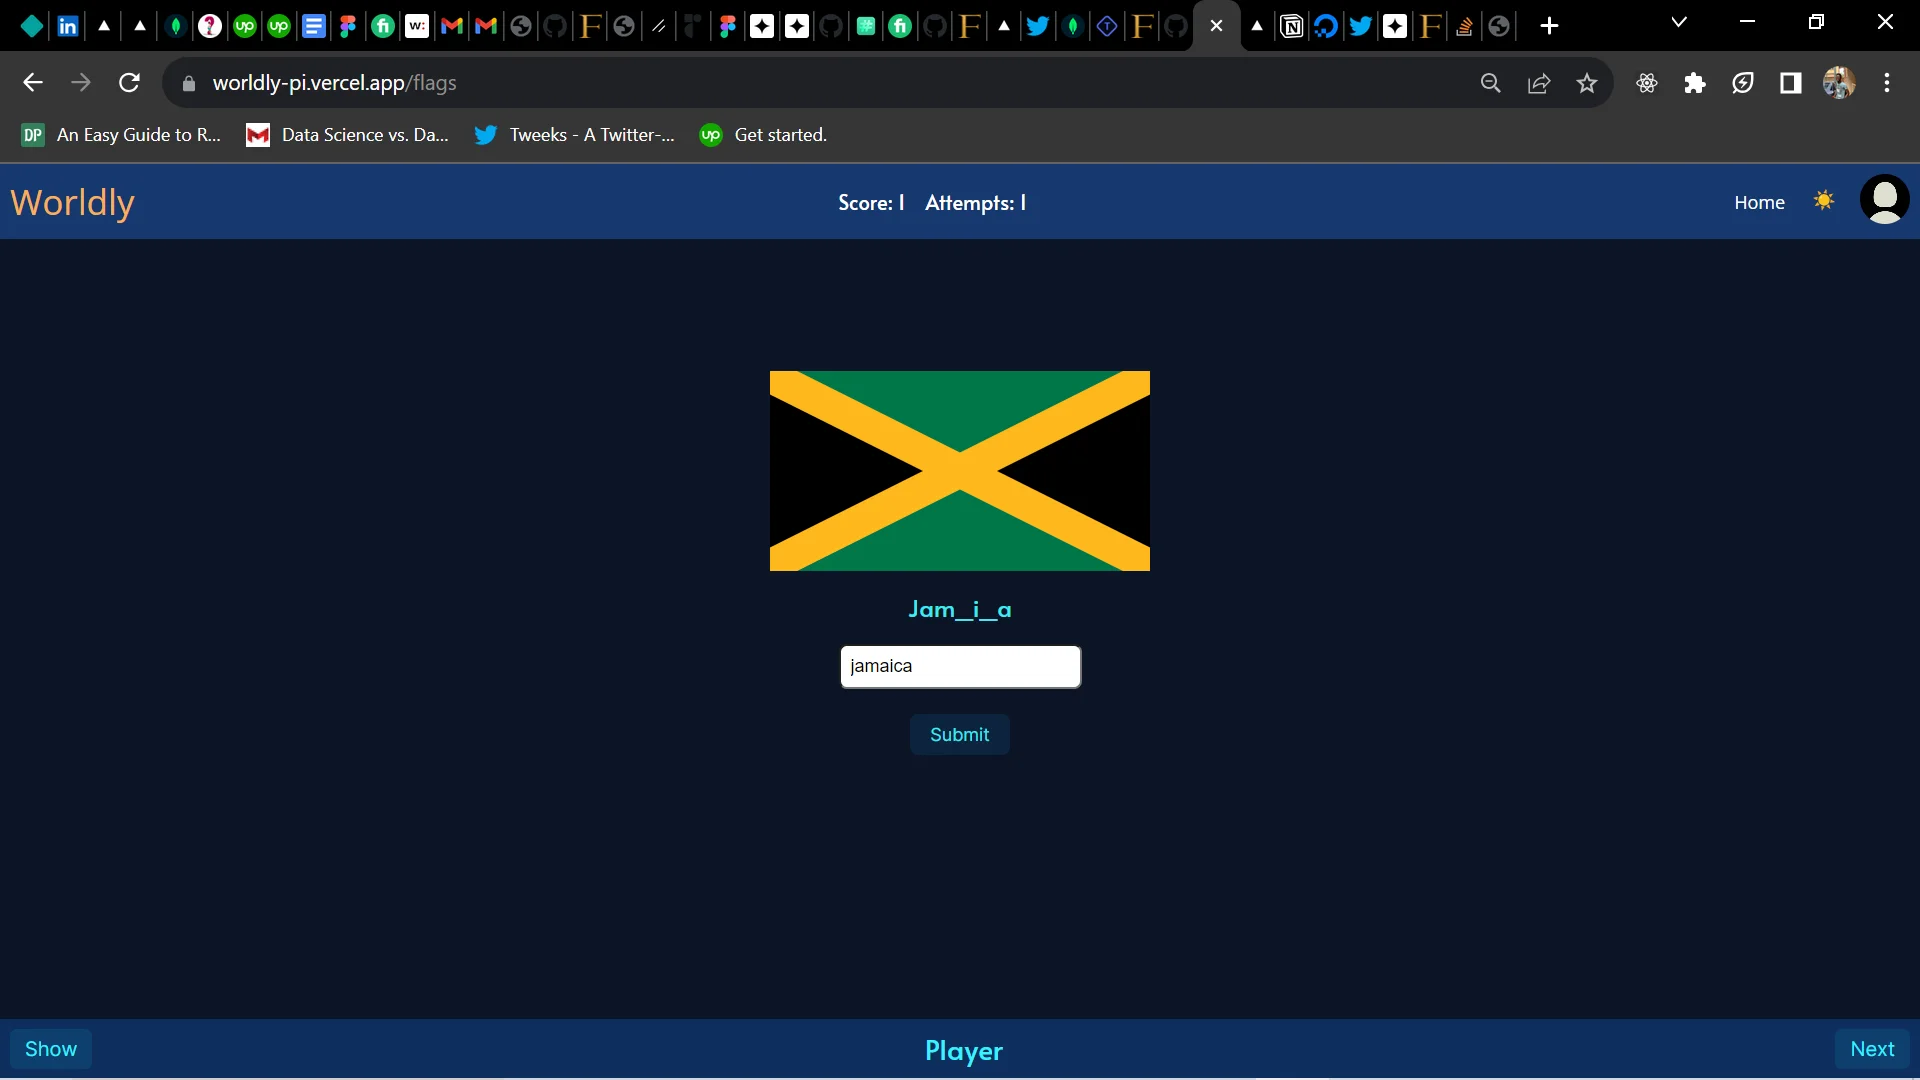 worldly-pi.vercel.app/flags
DP An Easy Guide to R... Data Science vs. Da... Tweeks - A Twitter-... up Get started.
Worldly Score: 1 Attempts: 1 Home
Jam_i_a
jamaica
Submit
Show Player Next